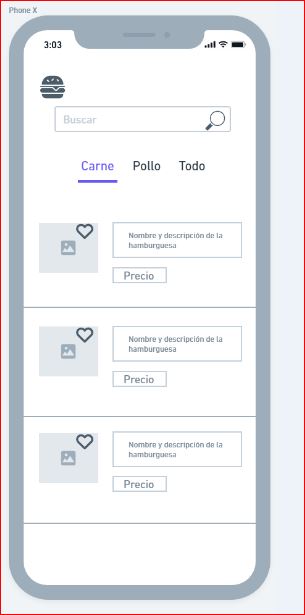 Phone X
3:03
Buscar
Carne Pollo Todo
Nombre y descripción de la
hamburguesa
Precio
Nombre y descripción de la
hamburguesa
Precio
Nombre y descripción de la
hamburguesa
Precio